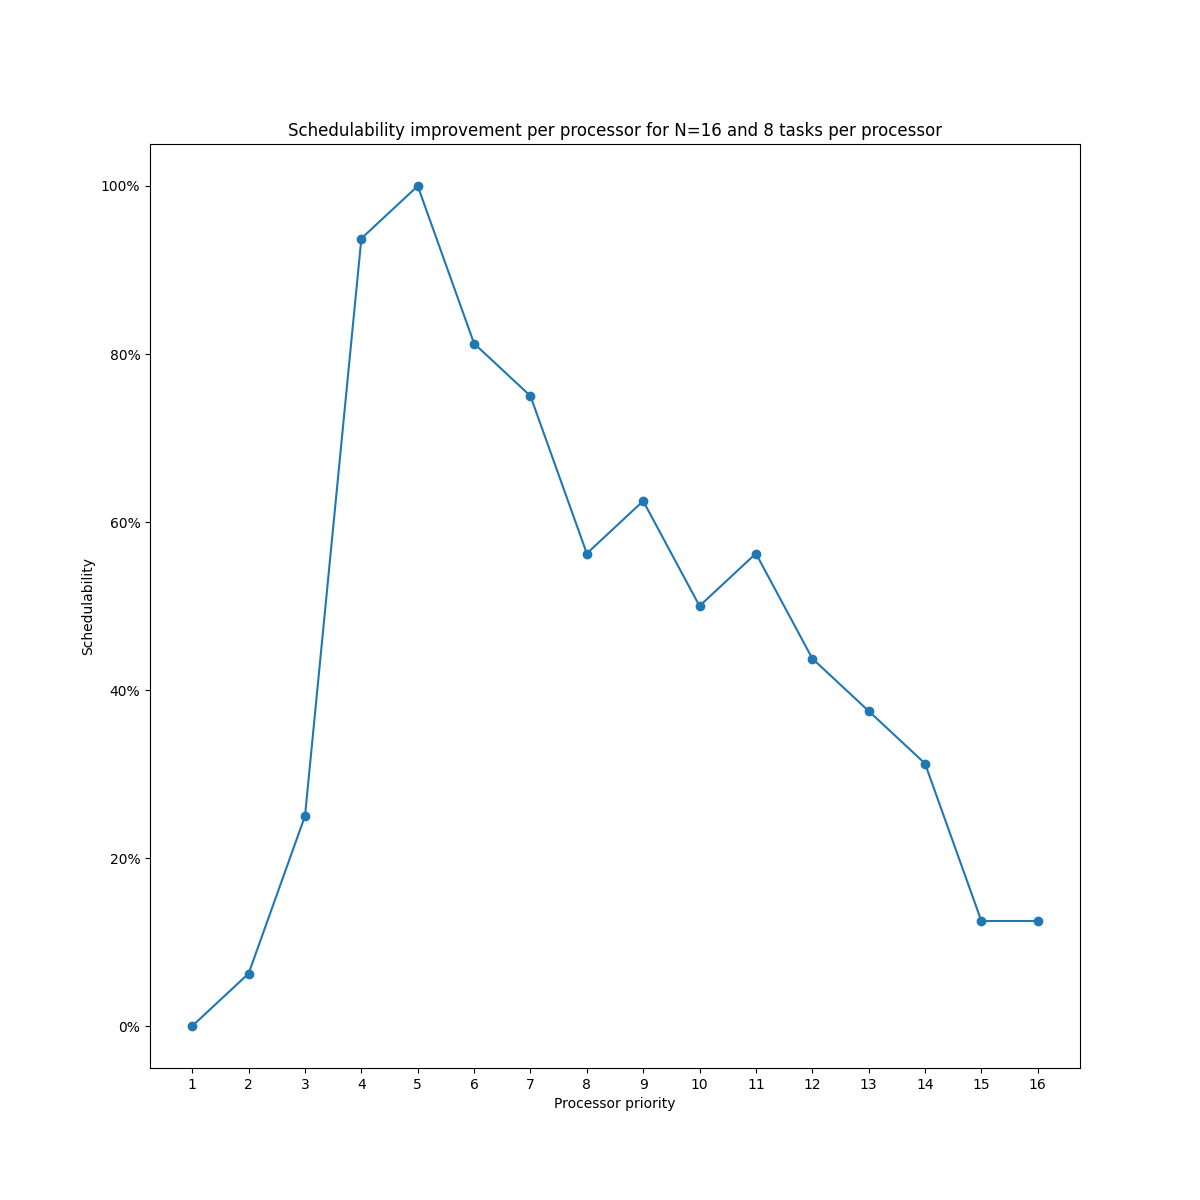 Schedulability improvement per processor for N=16 and 8 tasks per processor
100%
80%
60%
40%
20%
0%
Schedulability
1 2 3 4 5 6 7 8 9 10 11 12 13 14 15 16
Processor priority